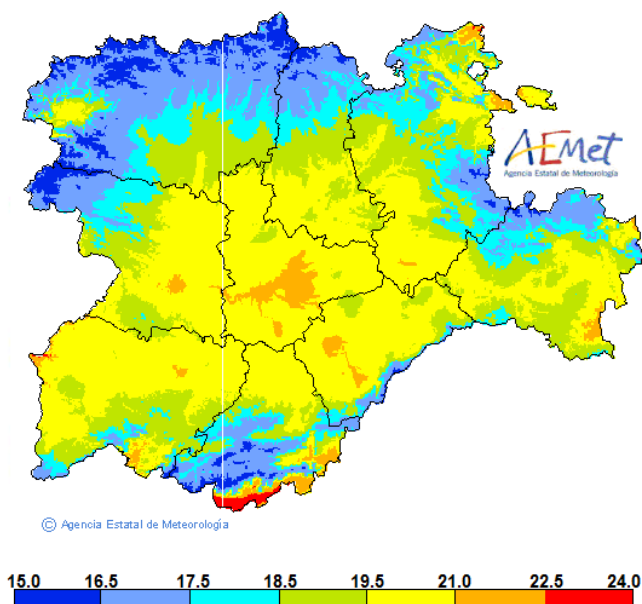 AEMet
Agencia Estatal de Meteorología
© Agencia Estatal de Meteorología
15.0 16.5 17.5 18.5 19.5 21.0 22.5 24.0